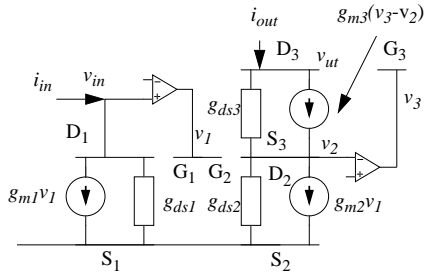 i_out
g_m3(v_3-v_2)
D_3
v_ut
G_3
i_in
v_in
g_ds3
v_3
D_1
v_1
S_3
v_2
G_1 G_2
D_2
g_m1v_1
g_ds1
g_ds2
g_m2v_1
S_1
S_2